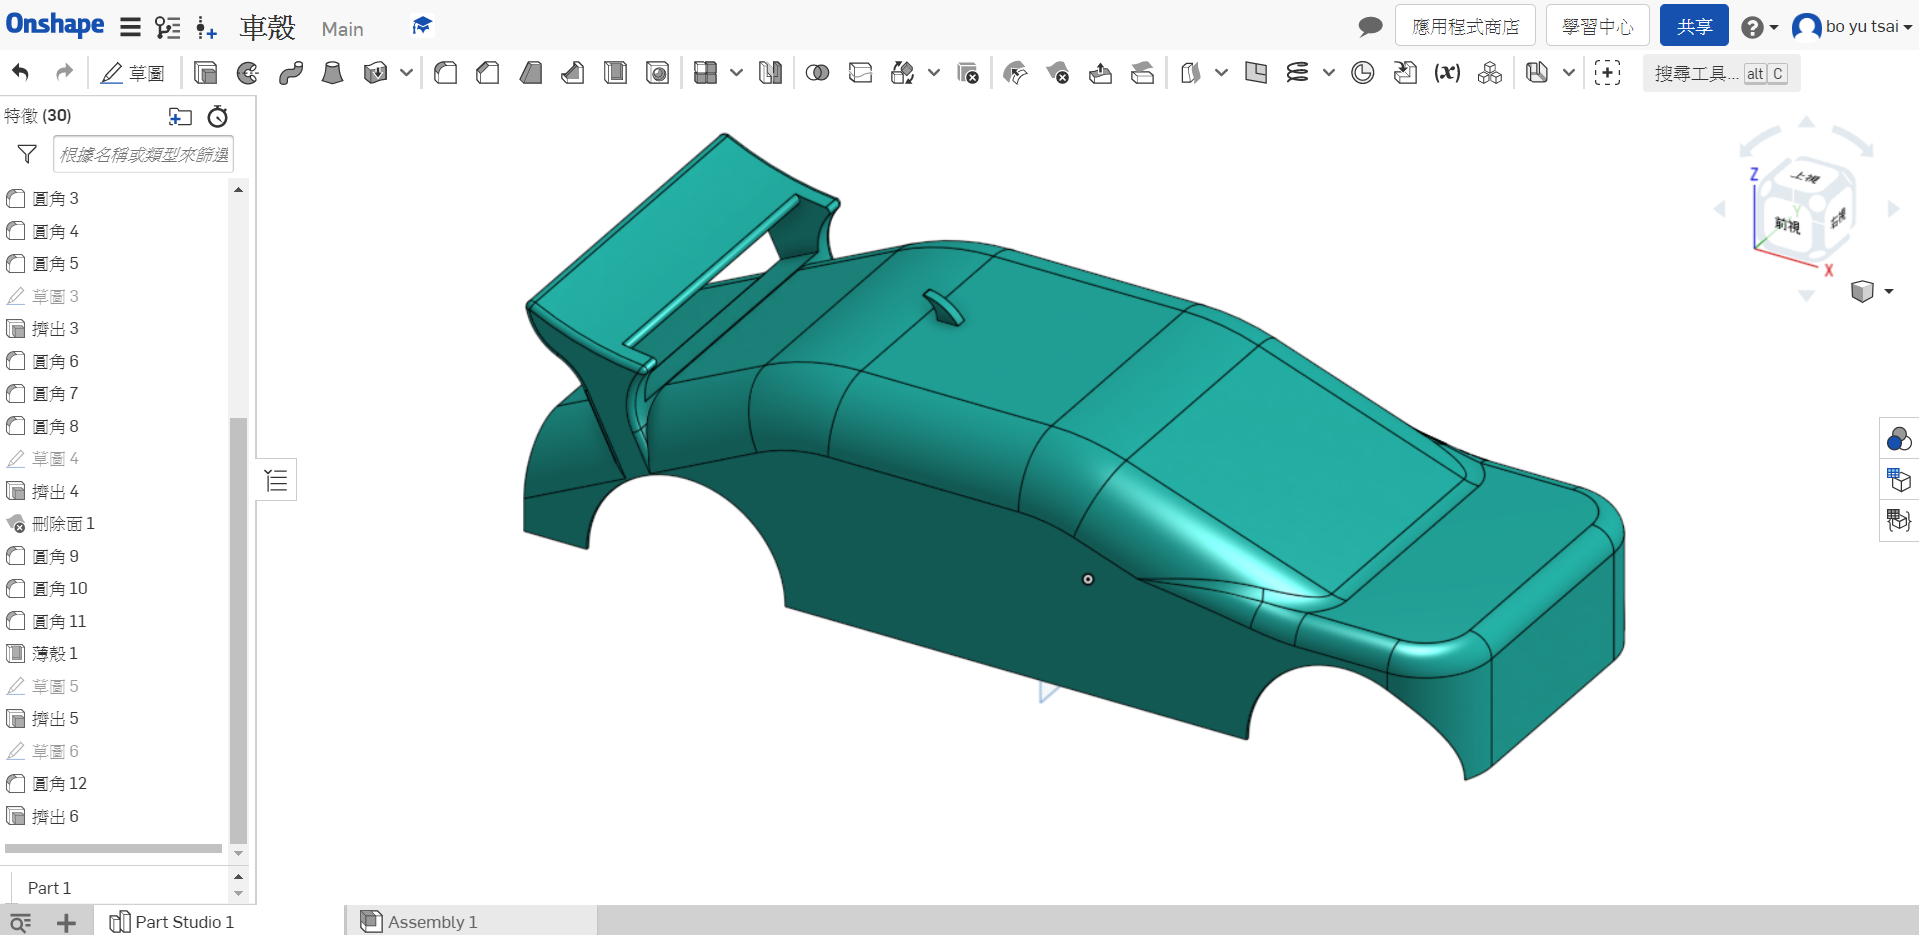 Onshape
車殼
Main
應用程式商店
學習中心
共享
bo yu tsai
草圖
(x)
搜尋工具... alt C
特徵 (30)
根據名稱或類型來篩選
圓角 3
圓角 4
圓角 5
草圖 3
擠出 3
圓角 6
圓角 7
圓角 8
草圖 4
擠出 4
刪除面 1
圓角 9
圓角 10
圓角 11
薄殼 1
草圖 5
擠出 5
草圖 6
圓角 12
擠出 6
Part 1
Part Studio 1
Assembly 1
Z
上視
Y
前視
右視
X